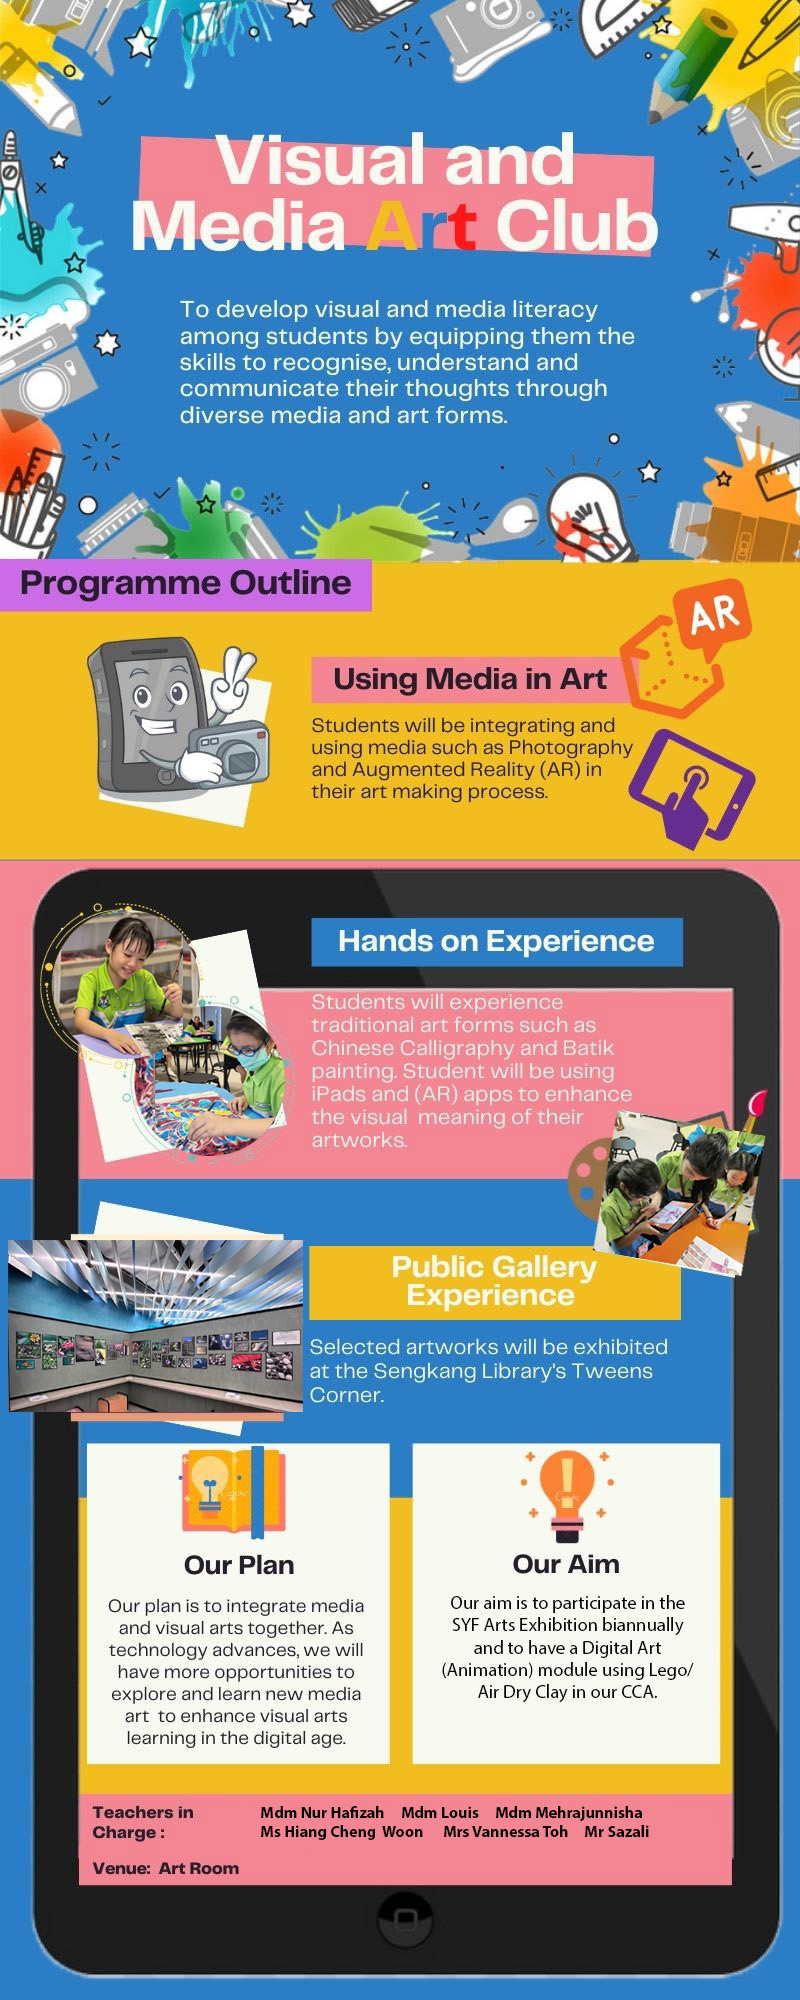 Visual and
Media Art Club
To develop visual and media literacy
among students by equipping them the
skills to recognise, understand and
communicate their thoughts through
diverse media and art forms.
Programme Outline
AR
Using Media in Art
Students will be integrating and
using media such as Photography
and Augmented Reality (AR) in
their art making process.
Hands on Experience
Students will experience
traditional art forms such as
Chinese Calligraphy and Batik
painting. Student will be using
iPads and (AR) apps to enhance
the visual  meaning of their
artworks.
Public Gallery
Experience
Selected artworks will be exhibited
at the Sengkang Library's Tweens
Corner.
Canva
Our Plan
Our plan is to integrate media
and visual arts together. As
technology advances, we will
have more opportunities to
explore and learn new media
art  to enhance visual arts
learning in the digital age.
Canva
Our Aim
Our aim is to participate in the
SYF Arts Exhibition biannually
and to have a Digital Art
(Animation) module using Lego/
Air Dry Clay in our CCA.
Teachers in Mdm Nur Hafizah Mdm Louis Mdm Mehrajunnisha
Charge : Ms Hiang Cheng Woon Mrs Vannessa Toh Mr Sazali
Venue: Art Room